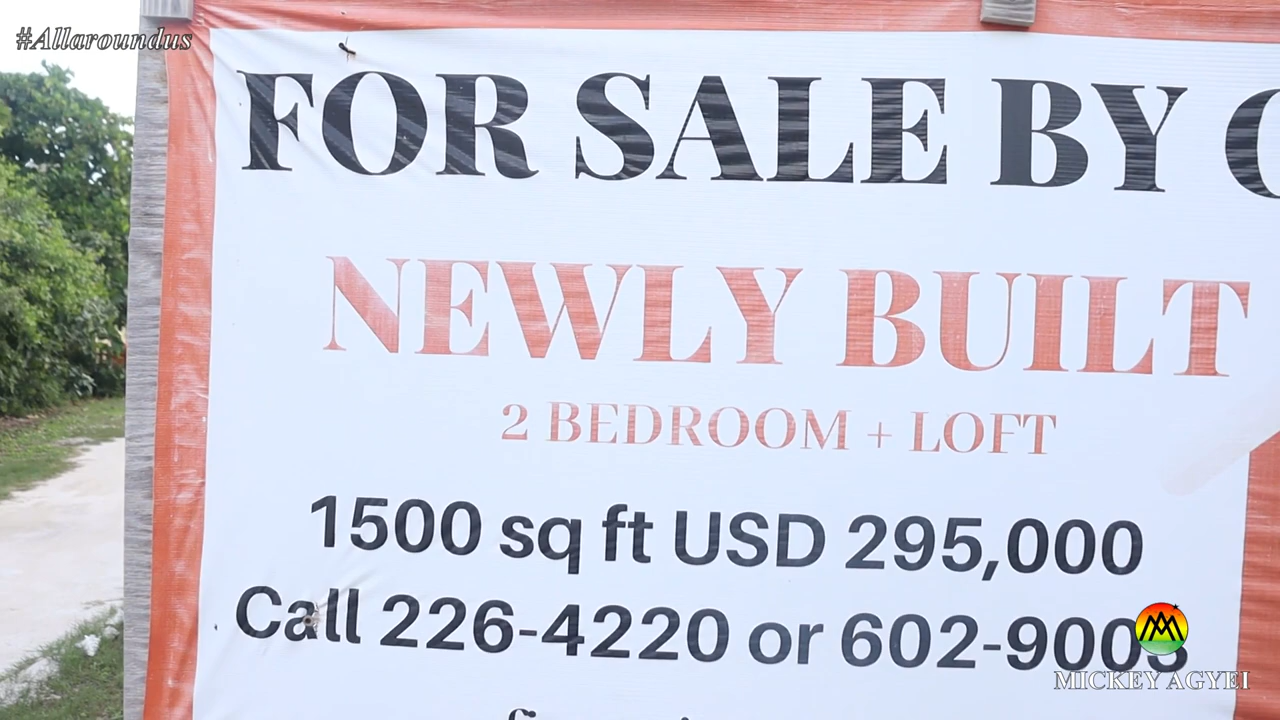 #Allaroundus
FOR SALE BY
NEWLY BUILT
2 BEDROOM + LOFT
1500 sq ft USD 295,000
Call 226-4220 or 602-9003
MICKEY AGYEI